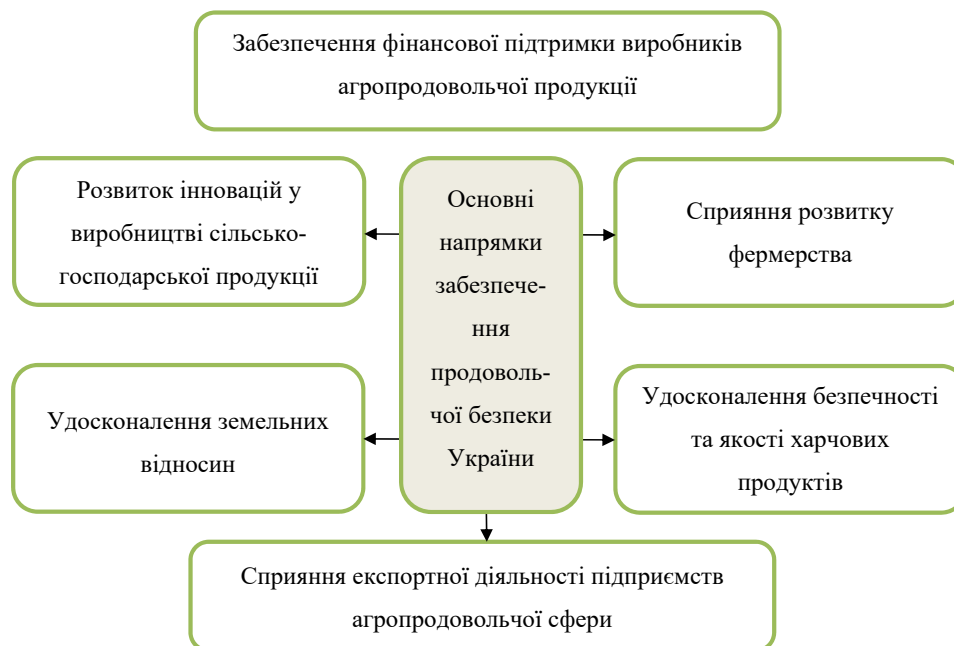 Забезпечення фінансової підтримки виробників
агропродовольчої продукції
Розвиток інновацій у
виробництві сільсько-
господарської продукції
Основні
напрямки
забезпече-
ння
продоволь-
чої безпеки
України
Сприяння розвитку
фермерства
Удосконалення земельних
відносин
Удосконалення безпечності
та якості харчових
продуктів
Сприяння експортної діяльності підприємств
агропродовольчої сфери